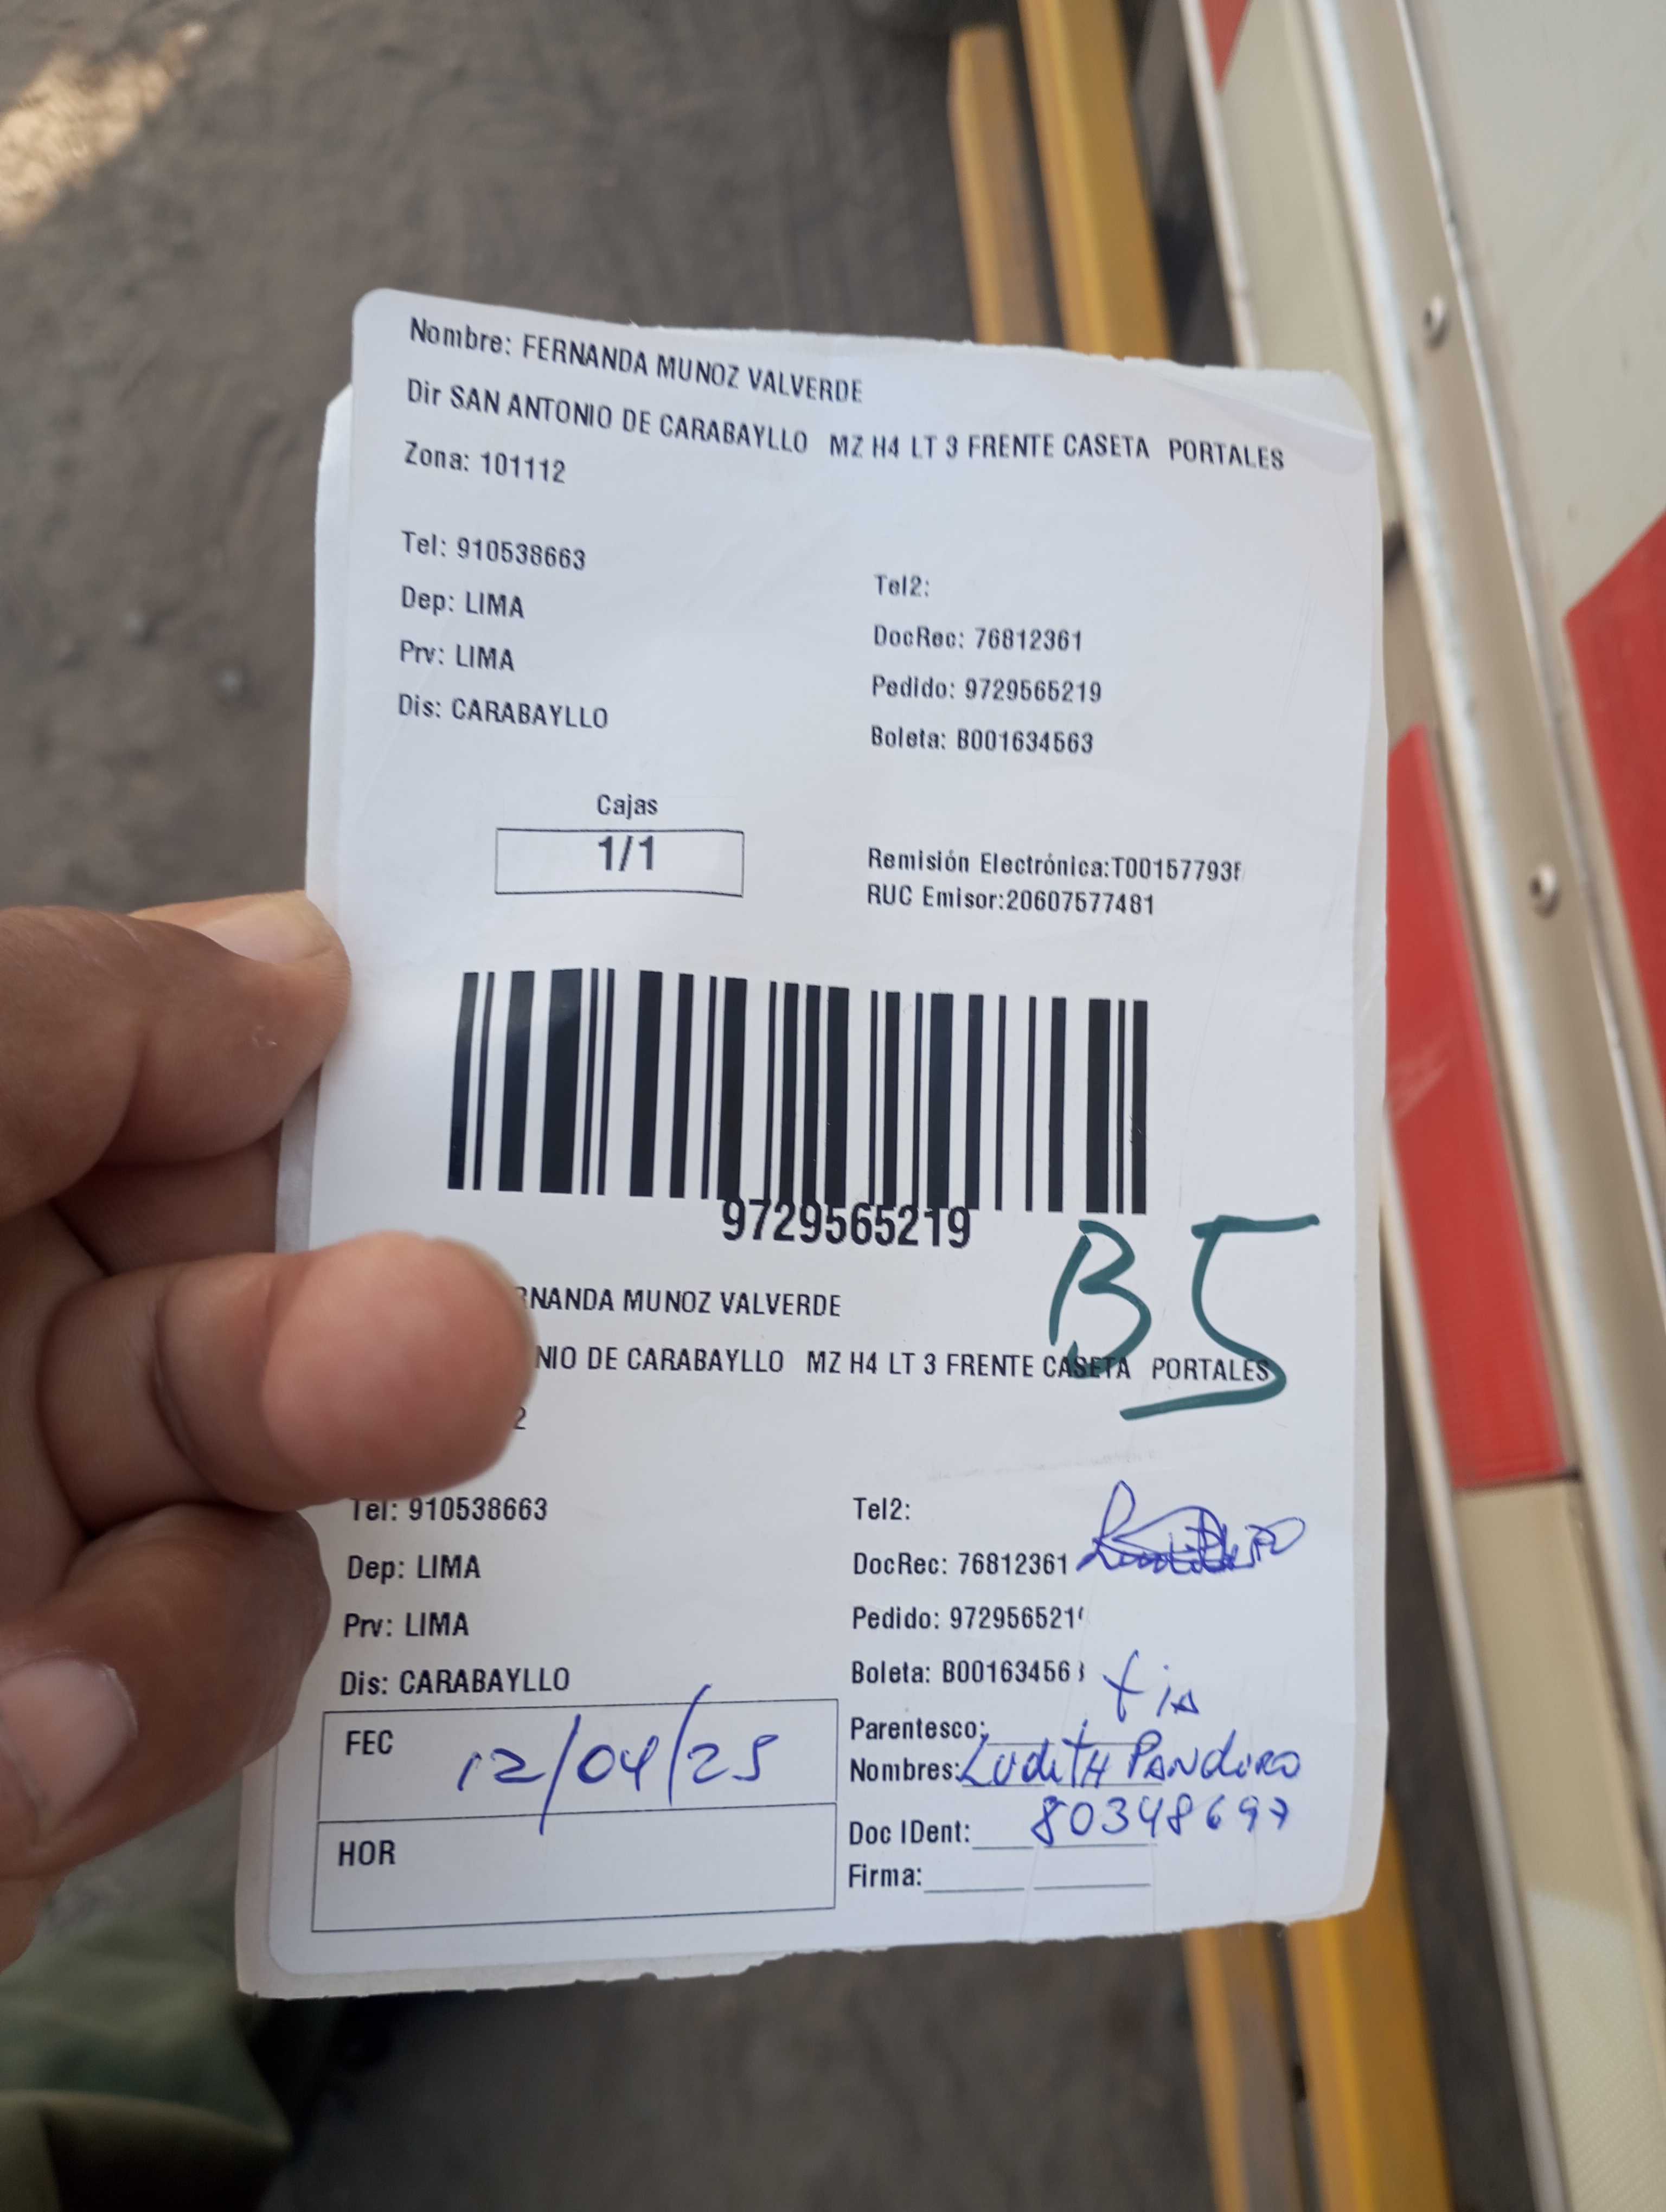 Nombre: FERNANDA MUNOZ VALVERDE
Dir SAN ANTONIO DE CARABAYLLO MZ H4 LT 3 FRENTE CASETA PORTALES
Zona: 101112
Tel: 910538663
Tel2:
Dep: LIMA
DocRec: 76812361
Prv: LIMA
Pedido: 9729565219
Dis: CARABAYLLO
Boleta: B001634563
Cajas
1/1
Remisión Electrónica:T00157793
RUC Emisor:20607577481
9729565219
B5
RNANDA MUNOZ VALVERDE
NIO DE CARABAYLLO MZ H4 LT 3 FRENTE CASETA PORTALES
2
Tel: 910538663
Tel2:
Dep: LIMA
DocRec: 76812361
Prv: LIMA
Pedido: 972956521
Dis: CARABAYLLO
Boleta: B00163456
FEC 12/04/25
Parentesco: tia
Nombres: Ludith Panduro
HOR
Doc IDent: 80348697
Firma: